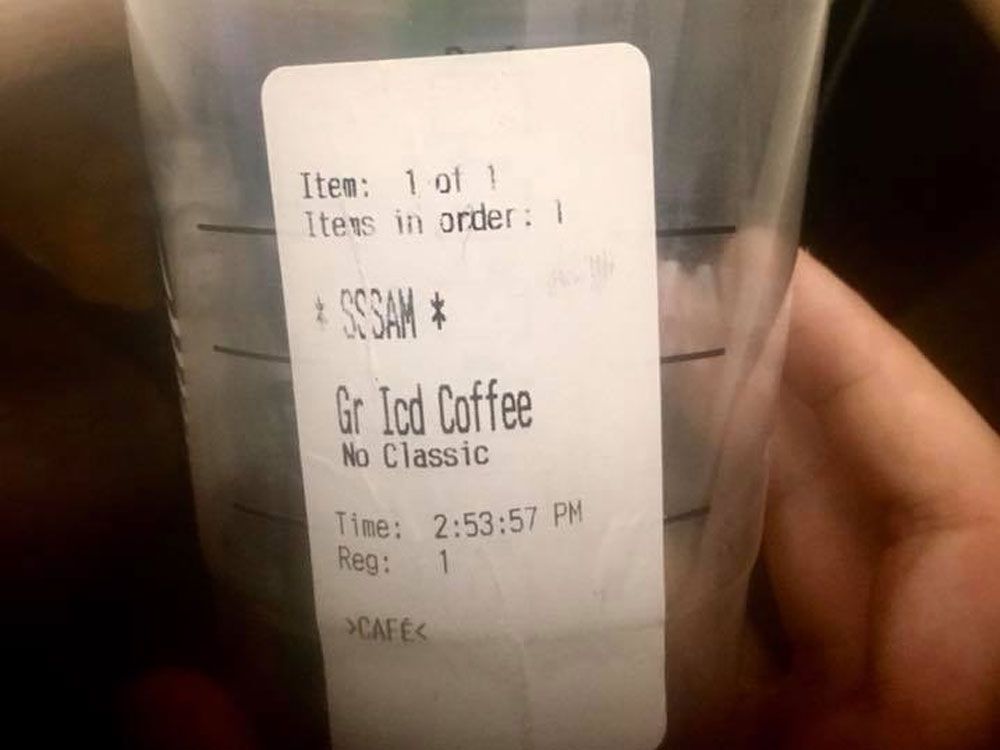 Item: 1 of 1
Items in order: 1
* SSSAM *
Gr Icd Coffee
No Classic
Time: 2:53:57 PM
Reg: 1
>CAFÉ<